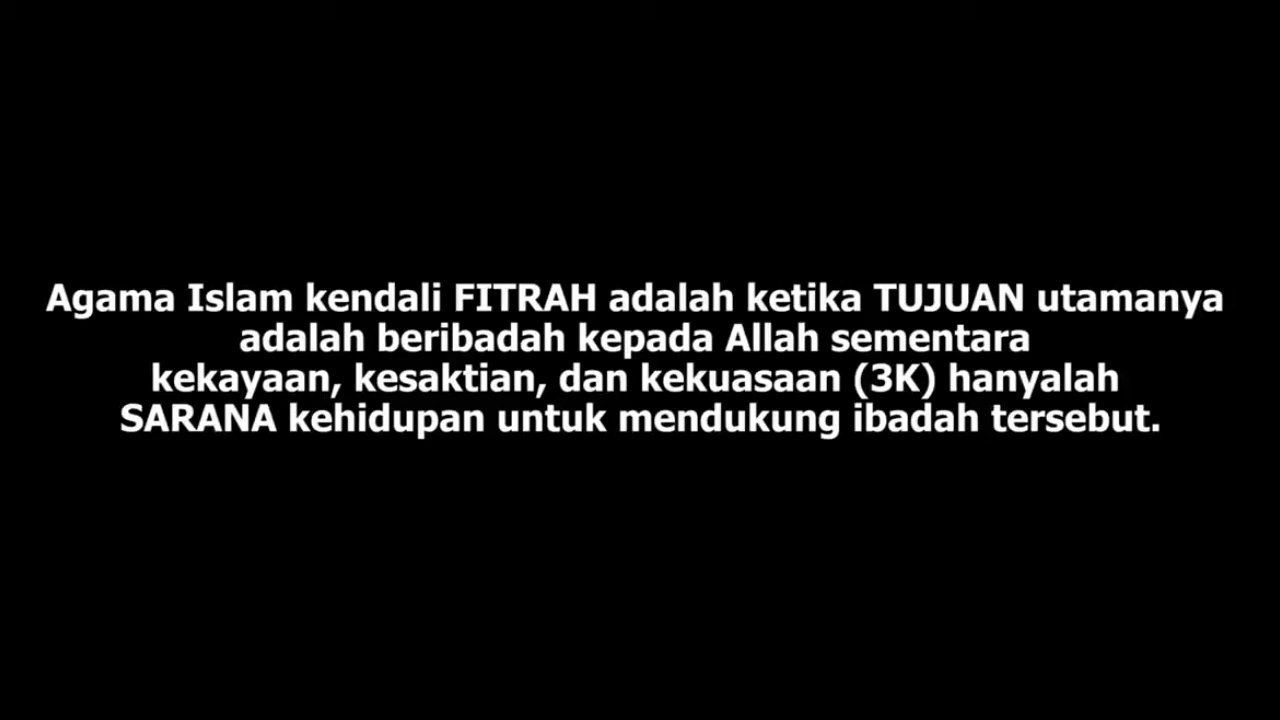 Agama Islam kendali FITRAH adalah ketika TUJUAN utamanya
adalah beribadah kepada Allah sementara
kekayaan, kesaktian, dan kekuasaan (3K) hanyalah
SARANA kehidupan untuk mendukung ibadah tersebut.